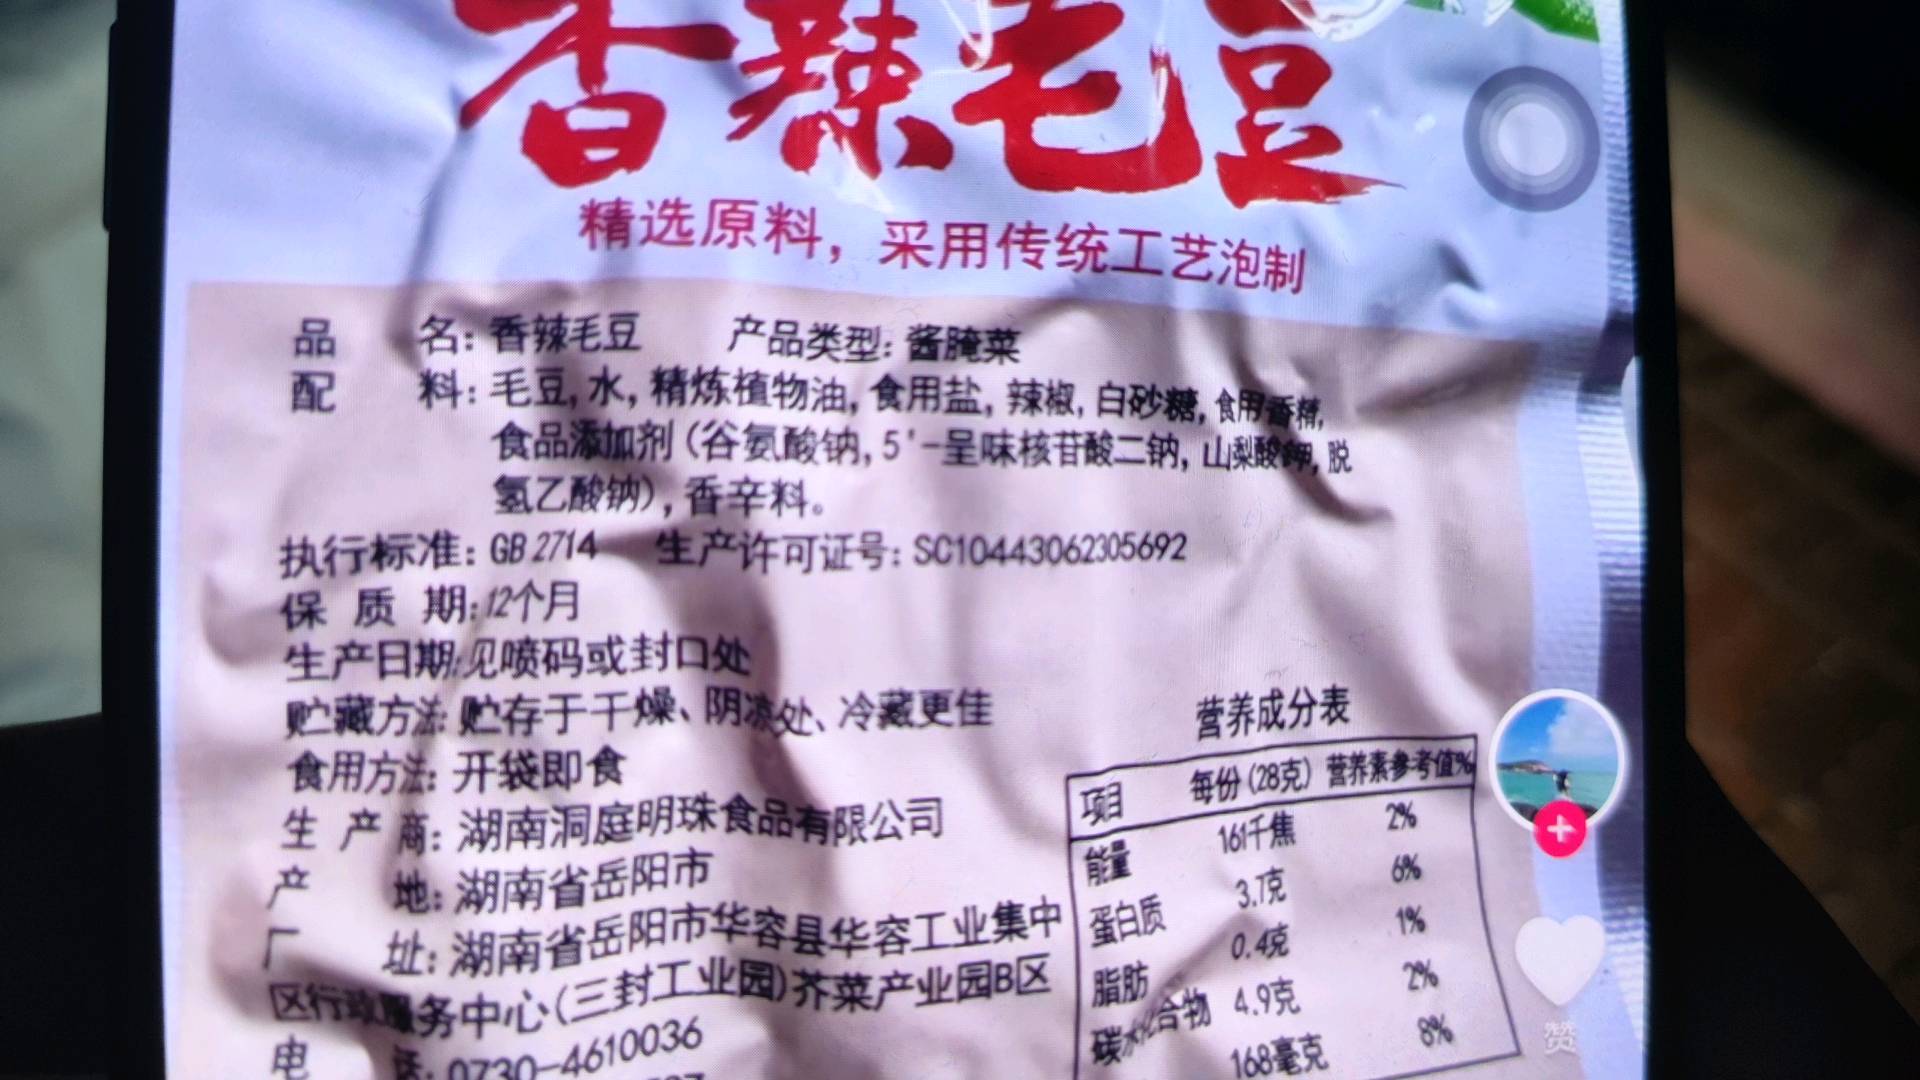 香辣毛豆
精选原料，采用传统工艺泡制
品 名：香辣毛豆 产品类型：酱腌菜
配 料：毛豆，水，精炼植物油，食用盐，辣椒，白砂糖，食用香精，
食品添加剂（谷氨酸钠，5'-呈味核苷酸二钠，山梨酸钾，脱
氢乙酸钠），香辛料。
执行标准：GB 2714 生产许可证号：SC10443062305692
保 质 期：12个月
生产日期：见喷码或封口处
贮藏方法：贮存于干燥、阴凉处、冷藏更佳
食用方法：开袋即食
生 产 商：湖南洞庭明珠食品有限公司
产 地：湖南省岳阳市
厂 址：湖南省岳阳市华容县华容工业集中
区行政服务中心（三封工业园）芥菜产业园B区
电 话：0730-4610036
营养成分表
项目 每份（28克） 营养素参考值%
能量 161千焦 2%
蛋白质 3.7克 6%
脂肪 0.4克 1%
碳水化合物 4.9克 2%
168毫克 8%
赞